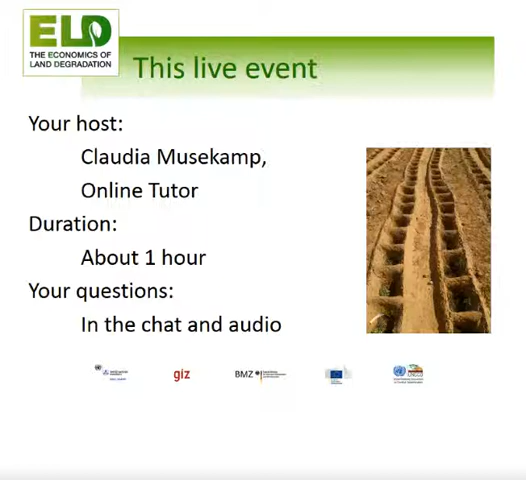 ELD
THE ECONOMICS OF
LAND DEGRADATION
This live event
Your host:
Claudia Musekamp,
Online Tutor
Duration:
About 1 hour
Your questions:
In the chat and audio
giz
BMZ